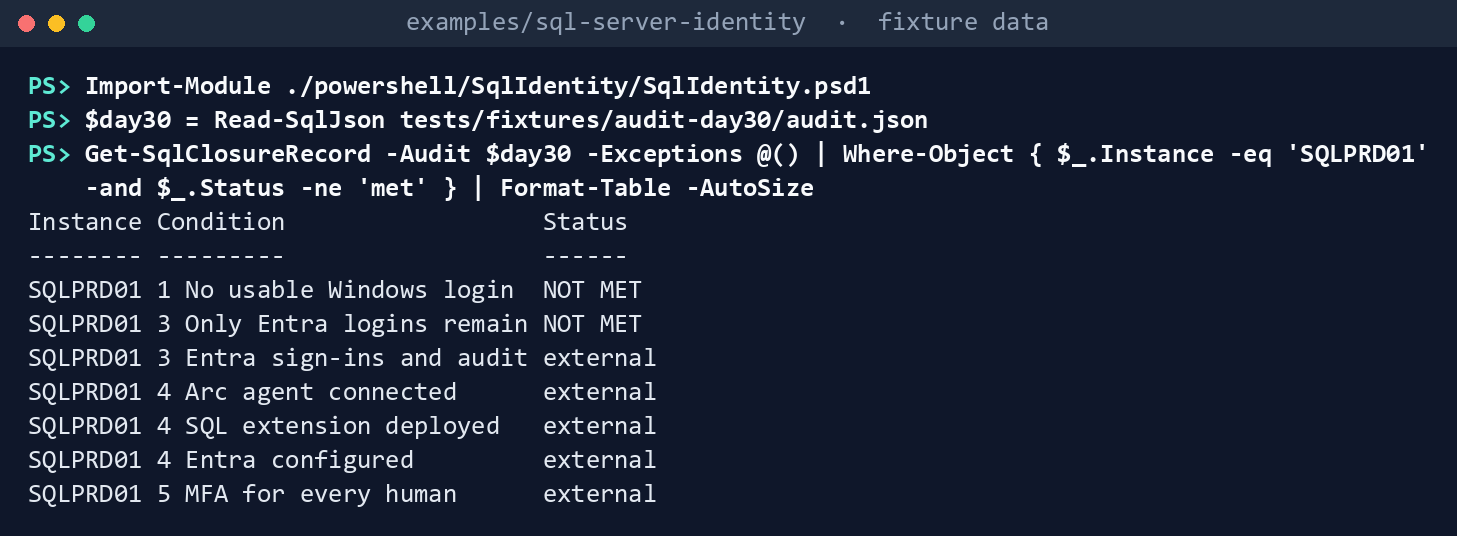 examples/sql-server-identity · fixture data
PS> Import-Module ./powershell/SqlIdentity/SqlIdentity.psd1
PS> $day30 = Read-SqlJson tests/fixtures/audit-day30/audit.json
PS> Get-SqlClosureRecord -Audit $day30 -Exceptions @() | Where-Object { $_.Instance -eq 'SQLPRD01'
    -and $_.Status -ne 'met' } | Format-Table -AutoSize
Instance Condition                  Status
-------- ---------                  ------
SQLPRD01 1 No usable Windows login  NOT MET
SQLPRD01 3 Only Entra logins remain NOT MET
SQLPRD01 3 Entra sign-ins and audit external
SQLPRD01 4 Arc agent connected      external
SQLPRD01 4 SQL extension deployed   external
SQLPRD01 4 Entra configured         external
SQLPRD01 5 MFA for every human      external